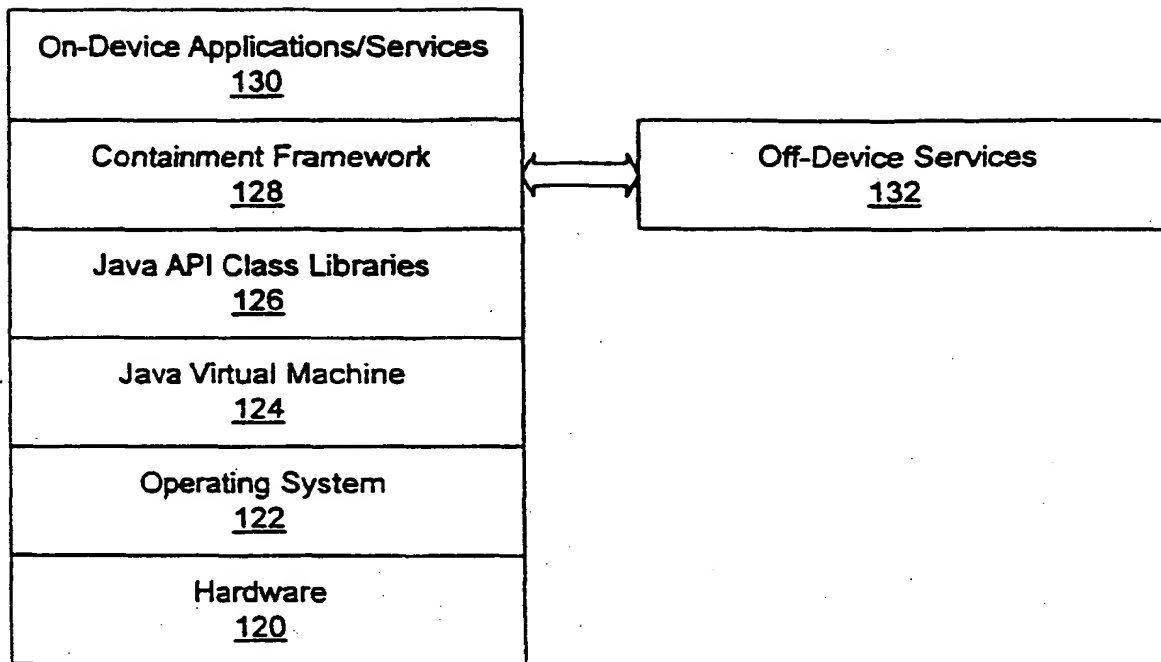 On-Device Applications/Services
130
Containment Framework
128
Off-Device Services
132
Java API Class Libraries
126
Java Virtual Machine
124
Operating System
122
Hardware
120